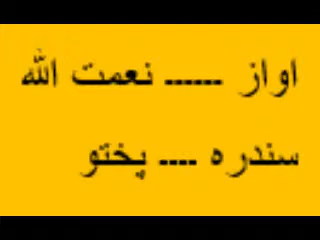 اواز ------ نعمت الله
سندره ---- پختو